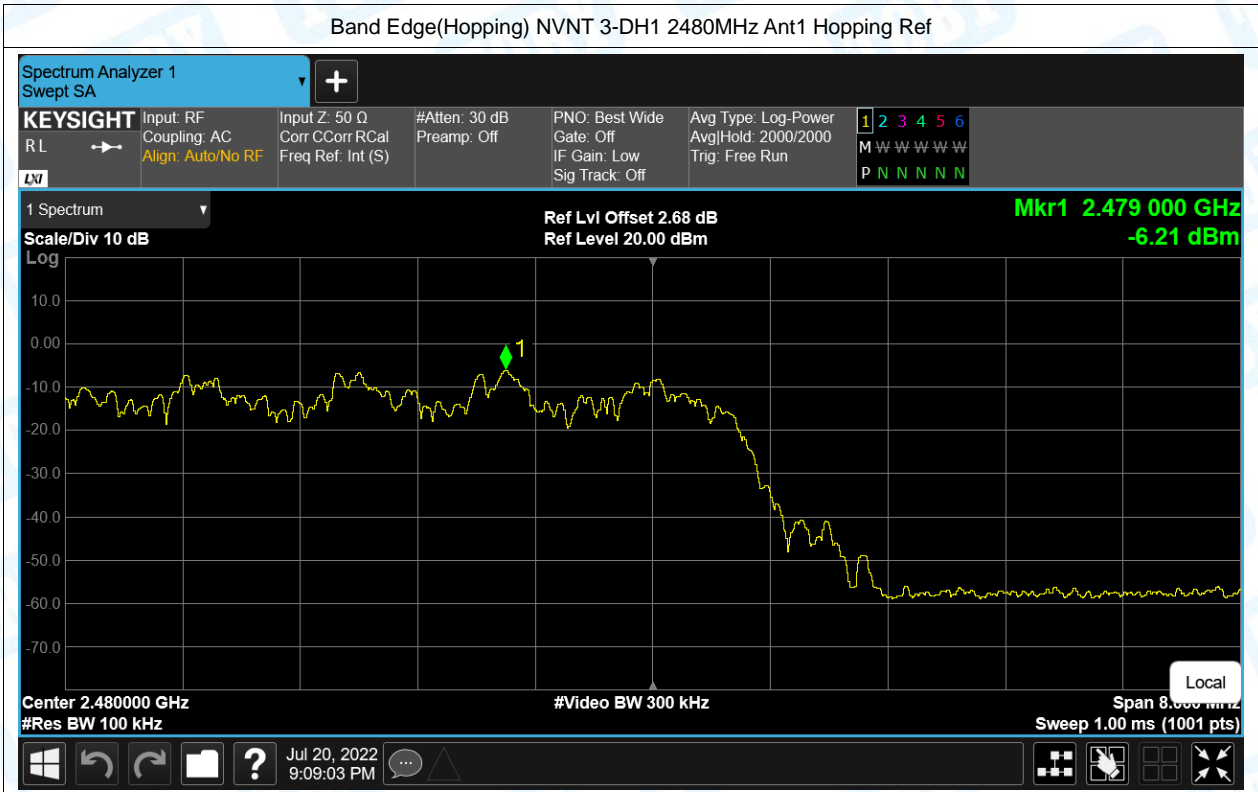 Band Edge(Hopping) NVNT 3-DH1 2480MHz Ant1 Hopping Ref
Spectrum Analyzer 1
Swept SA
+
KEYSIGHT
RL
LXI
Input: RF
Coupling: AC
Align: Auto/No RF
Input Z: 50 Ω
Corr CCorr RCal
Freq Ref: Int (S)
#Atten: 30 dB
Preamp: Off
PNO: Best Wide
Gate: Off
IF Gain: Low
Sig Track: Off
Avg Type: Log-Power
Avg|Hold: 2000/2000
Trig: Free Run
1 2 3 4 5 6
M W W W W W
P N N N N N
1 Spectrum
Scale/Div 10 dB
Log
Ref Lvl Offset 2.68 dB
Ref Level 20.00 dBm
Mkr1 2.479 000 GHz
-6.21 dBm
10.0
0.00
-10.0
-20.0
-30.0
-40.0
-50.0
-60.0
-70.0
1
Local
Center 2.480000 GHz
#Res BW 100 kHz
#Video BW 300 kHz
Span 8.000 MHz
Sweep 1.00 ms (1001 pts)
?
Jul 20, 2022
9:09:03 PM